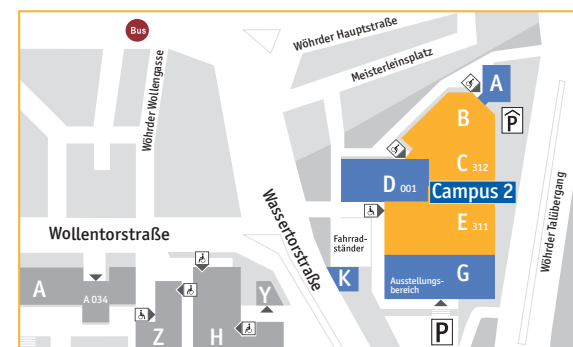 Bus
Wöhrder Wollengasse
Wöhrder Hauptstraße
Meisterleinsplatz
A
B
P
C 312
D 001
Campus 2
E 311
Wassertorstraße
Wollentorstraße
Fahrrad-
ständer
Wöhrder Talübergang
K
Ausstellungs-
bereich
G
P
A
A 034
Z
H
Y